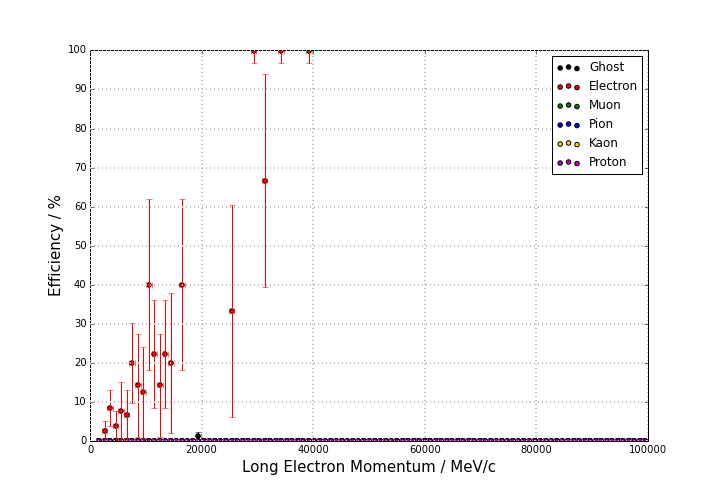 100
90
80
70
60
50
40
30
20
10
0
Efficiency / %
0 20000 40000 60000 80000 100000
Long Electron Momentum / MeV/c
Ghost
Electron
Muon
Pion
Kaon
Proton